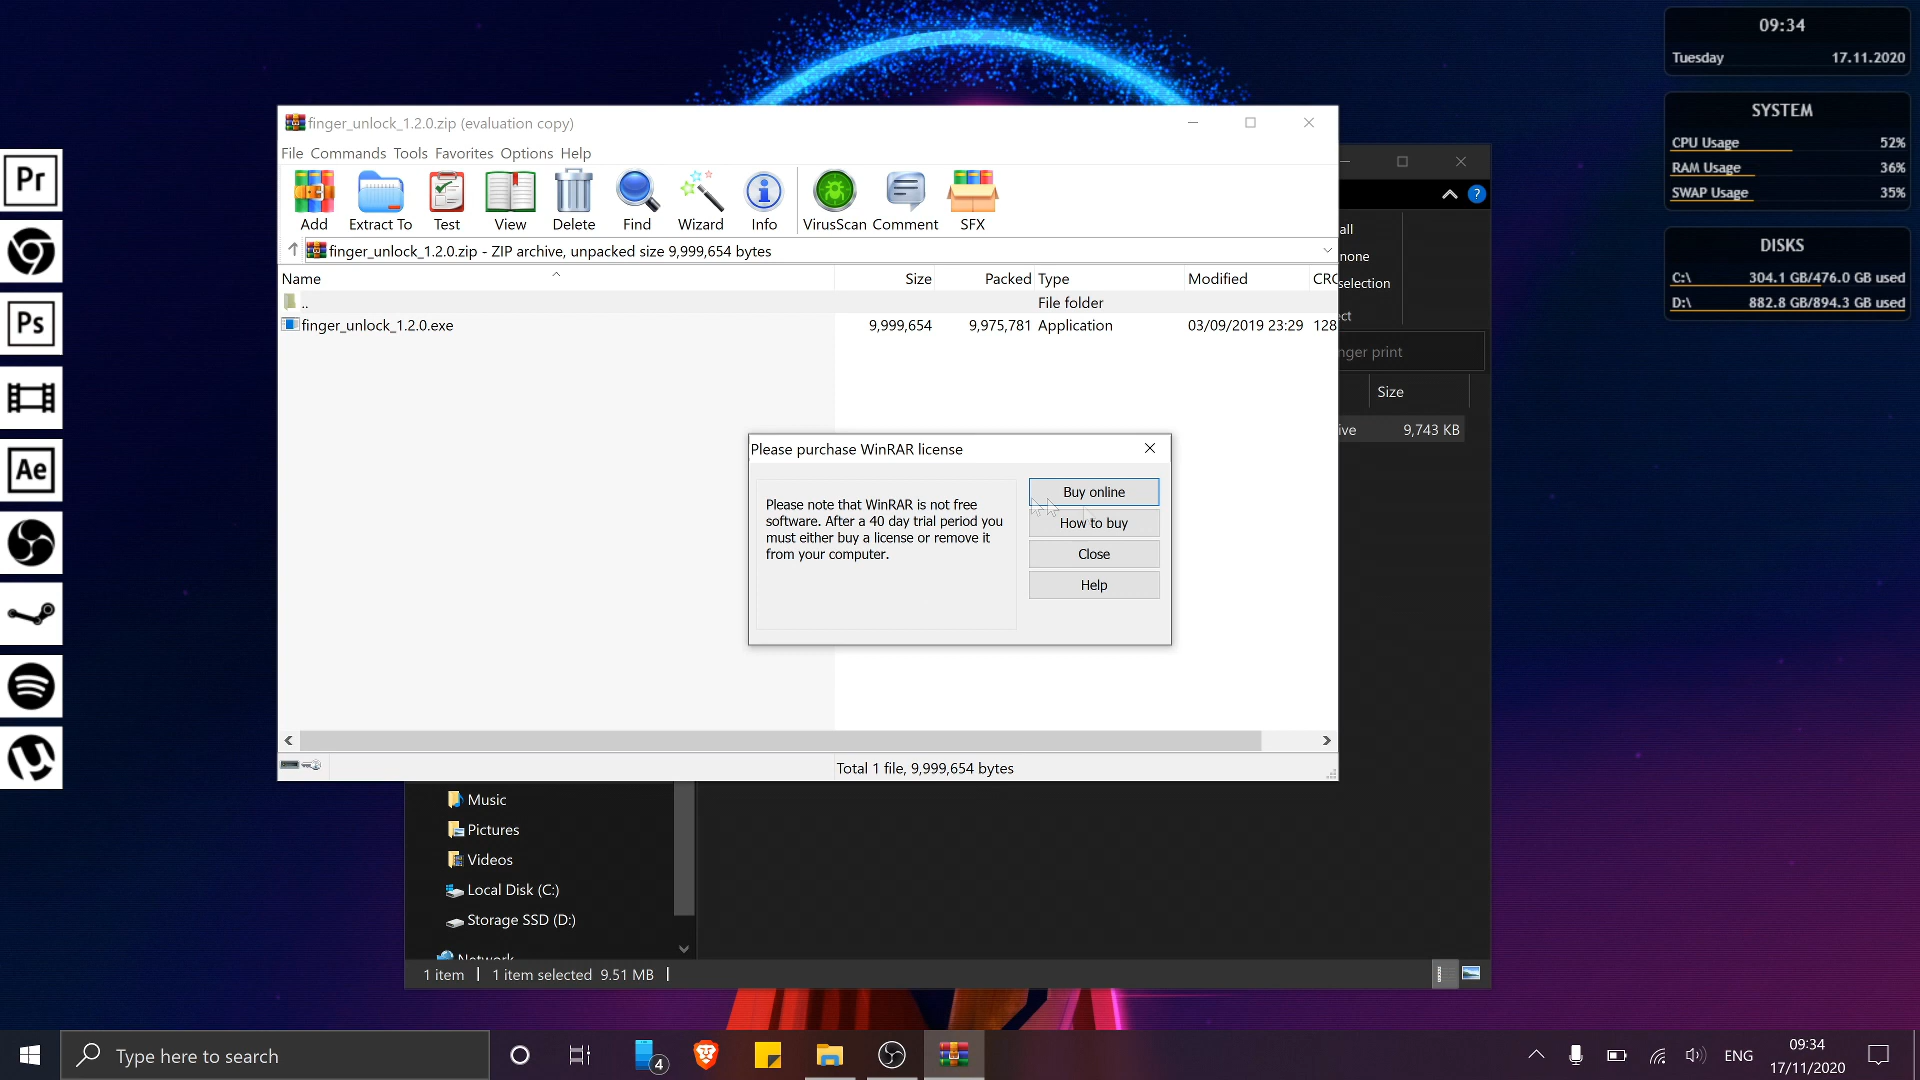 09:34
Tuesday 17.11.2020
SYSTEM
CPU Usage 52%
RAM Usage 36%
SWAP Usage 35%
DISKS
C:\ 304.1 GB/476.0 GB used
D:\ 882.8 GB/894.3 GB used
Pr
Ps
Ae
finger_unlock_1.2.0.zip (evaluation copy)
File Commands Tools Favorites Options Help
Add Extract To Test View Delete Find Wizard Info VirusScan Comment SFX
finger_unlock_1.2.0.zip - ZIP archive, unpacked size 9,999,654 bytes
Name Size Packed Type Modified CRC
.. File folder
finger_unlock_1.2.0.exe 9,999,654 9,975,781 Application 03/09/2019 23:29 128
Please purchase WinRAR license
Please note that WinRAR is not free
software. After a 40 day trial period you
must either buy a license or remove it
from your computer.
Buy online
How to buy
Close
Help
Total 1 file, 9,999,654 bytes
?
all
none
selection
ect
nger print
Size
ive 9,743 KB
Music
Pictures
Videos
Local Disk (C:)
Storage SSD (D:)
Network
1 item 1 item selected 9.51 MB
Type here to search
4
ENG
09:34
17/11/2020